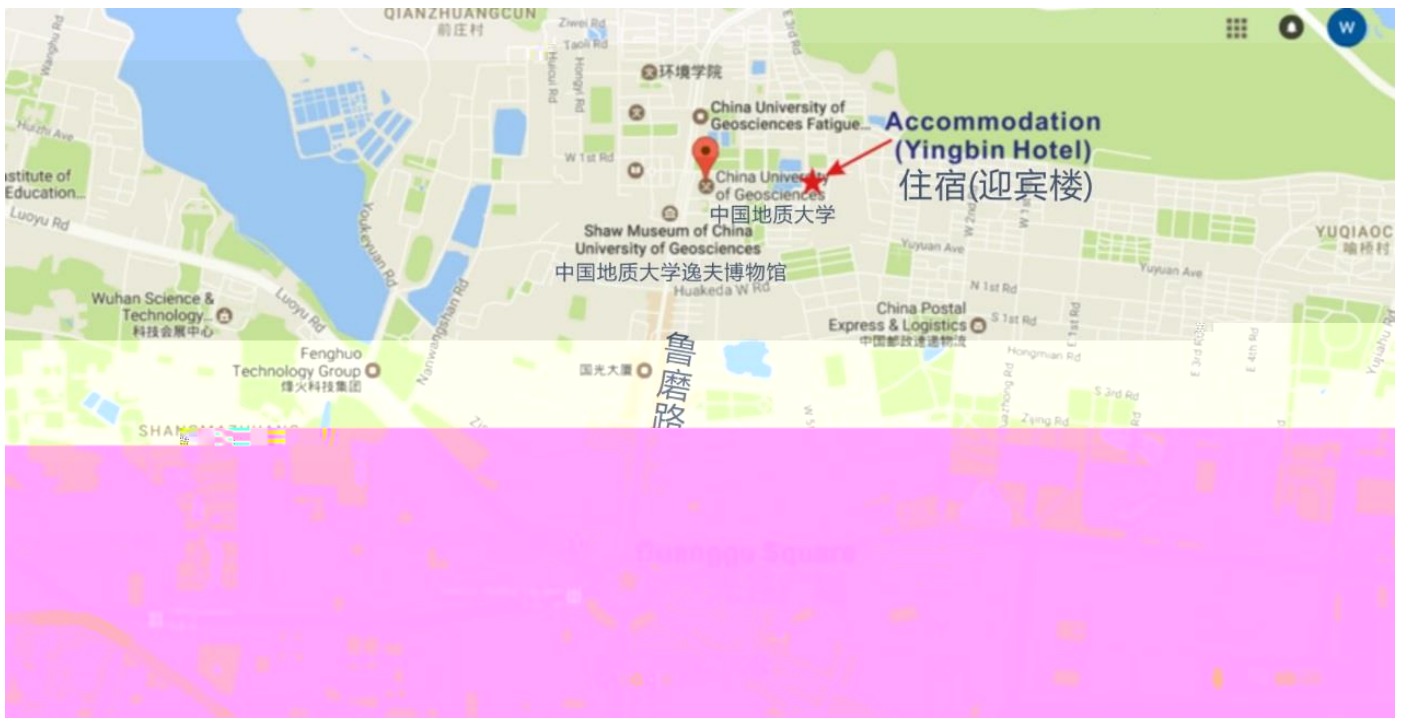 QIANZHUANGCUN
前庄村
Ziwei Rd
Taoli Rd
E 3rd Rd
Wanghu Rd
Huicui Rd
Hongyi Rd
W
环境学院
China University of
Geosciences Fatigue...
Accommodation
(Yingbin Hotel)
住宿(迎宾楼)
Huizhi Ave
W 1st Rd
stitute of
Education...
China University
of Geosciences
中国地质大学
Luoyu Rd
Youkeyuan Rd
Shaw Museum of China
University of Geosciences
中国地质大学逸夫博物馆
W 2nd Rd
Yuyuan Ave
YUQIAOC
喻桥村
Yuyuan Ave
Huakeda W Rd
N 1st Rd
Wuhan Science &
Technology...
科技会展中心
Luoyu Rd
Nanwangshan Rd
China Postal
Express & Logistics
中国邮政速递物流
S 1st Rd
E 1st Rd
Yujiahu Rd
Fenghuo
Technology Group
烽火科技集团
国光大厦
鲁磨路
Hongmian Rd
E 3rd Rd
E 4th Rd
S 3rd Rd
Guanggu Square